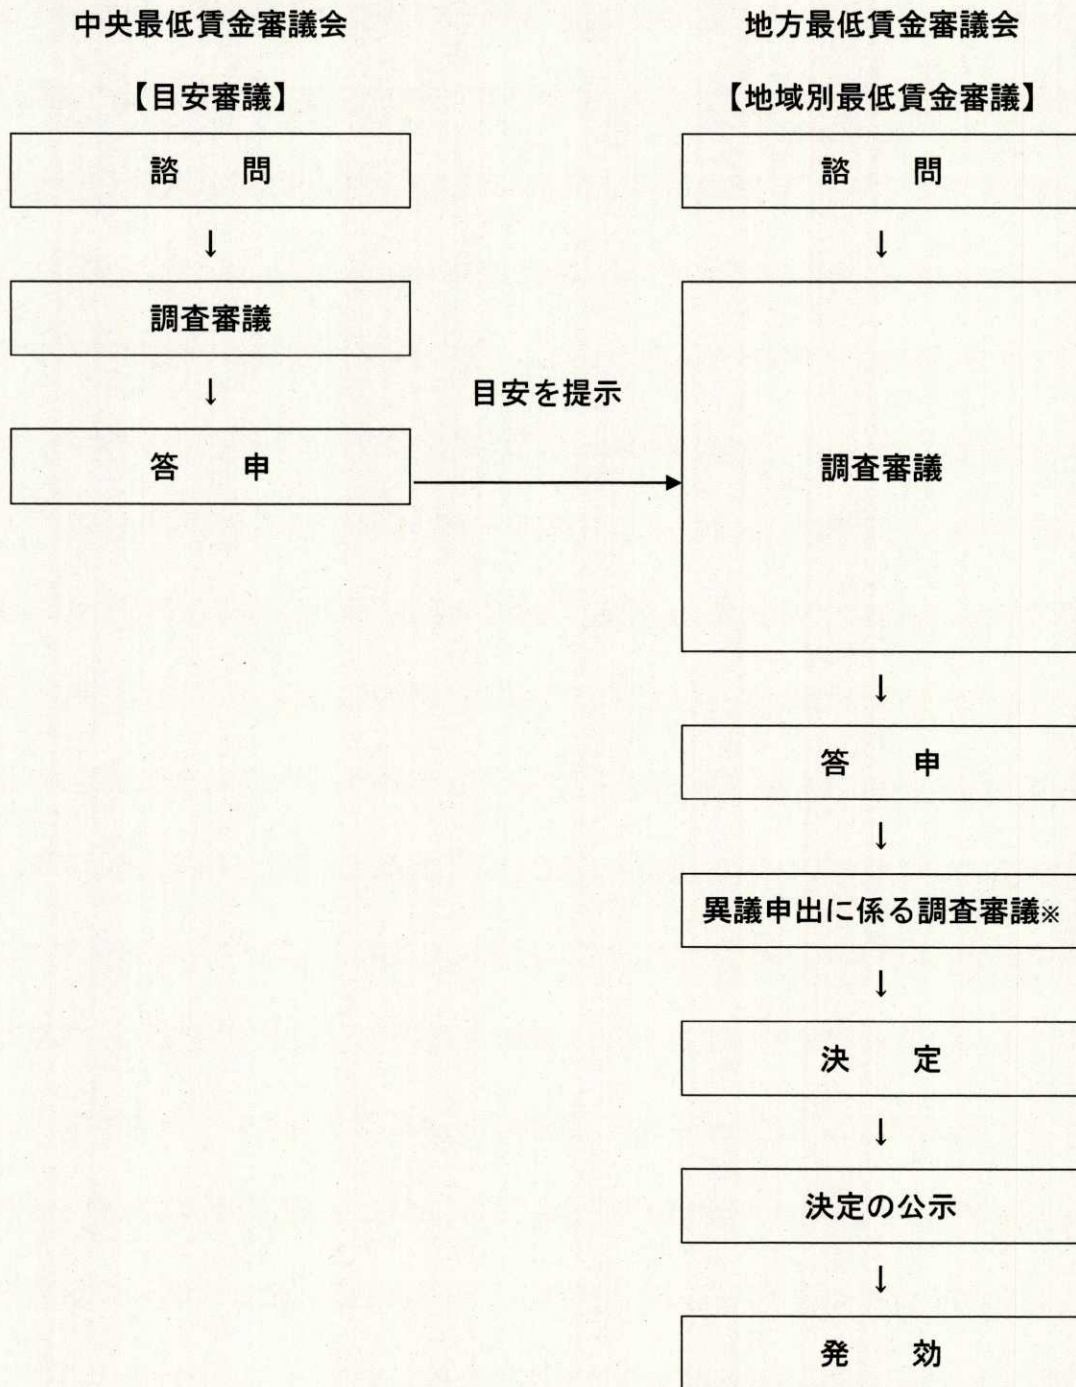 中央最低賃金審議会
【目安審議】
諮　問
↓
調査審議
↓
答　申
目安を提示
地方最低賃金審議会
【地域別最低賃金審議】
諮　問
↓
調査審議
↓
答　申
↓
異議申出に係る調査審議※
↓
決　定
↓
決定の公示
↓
発　効